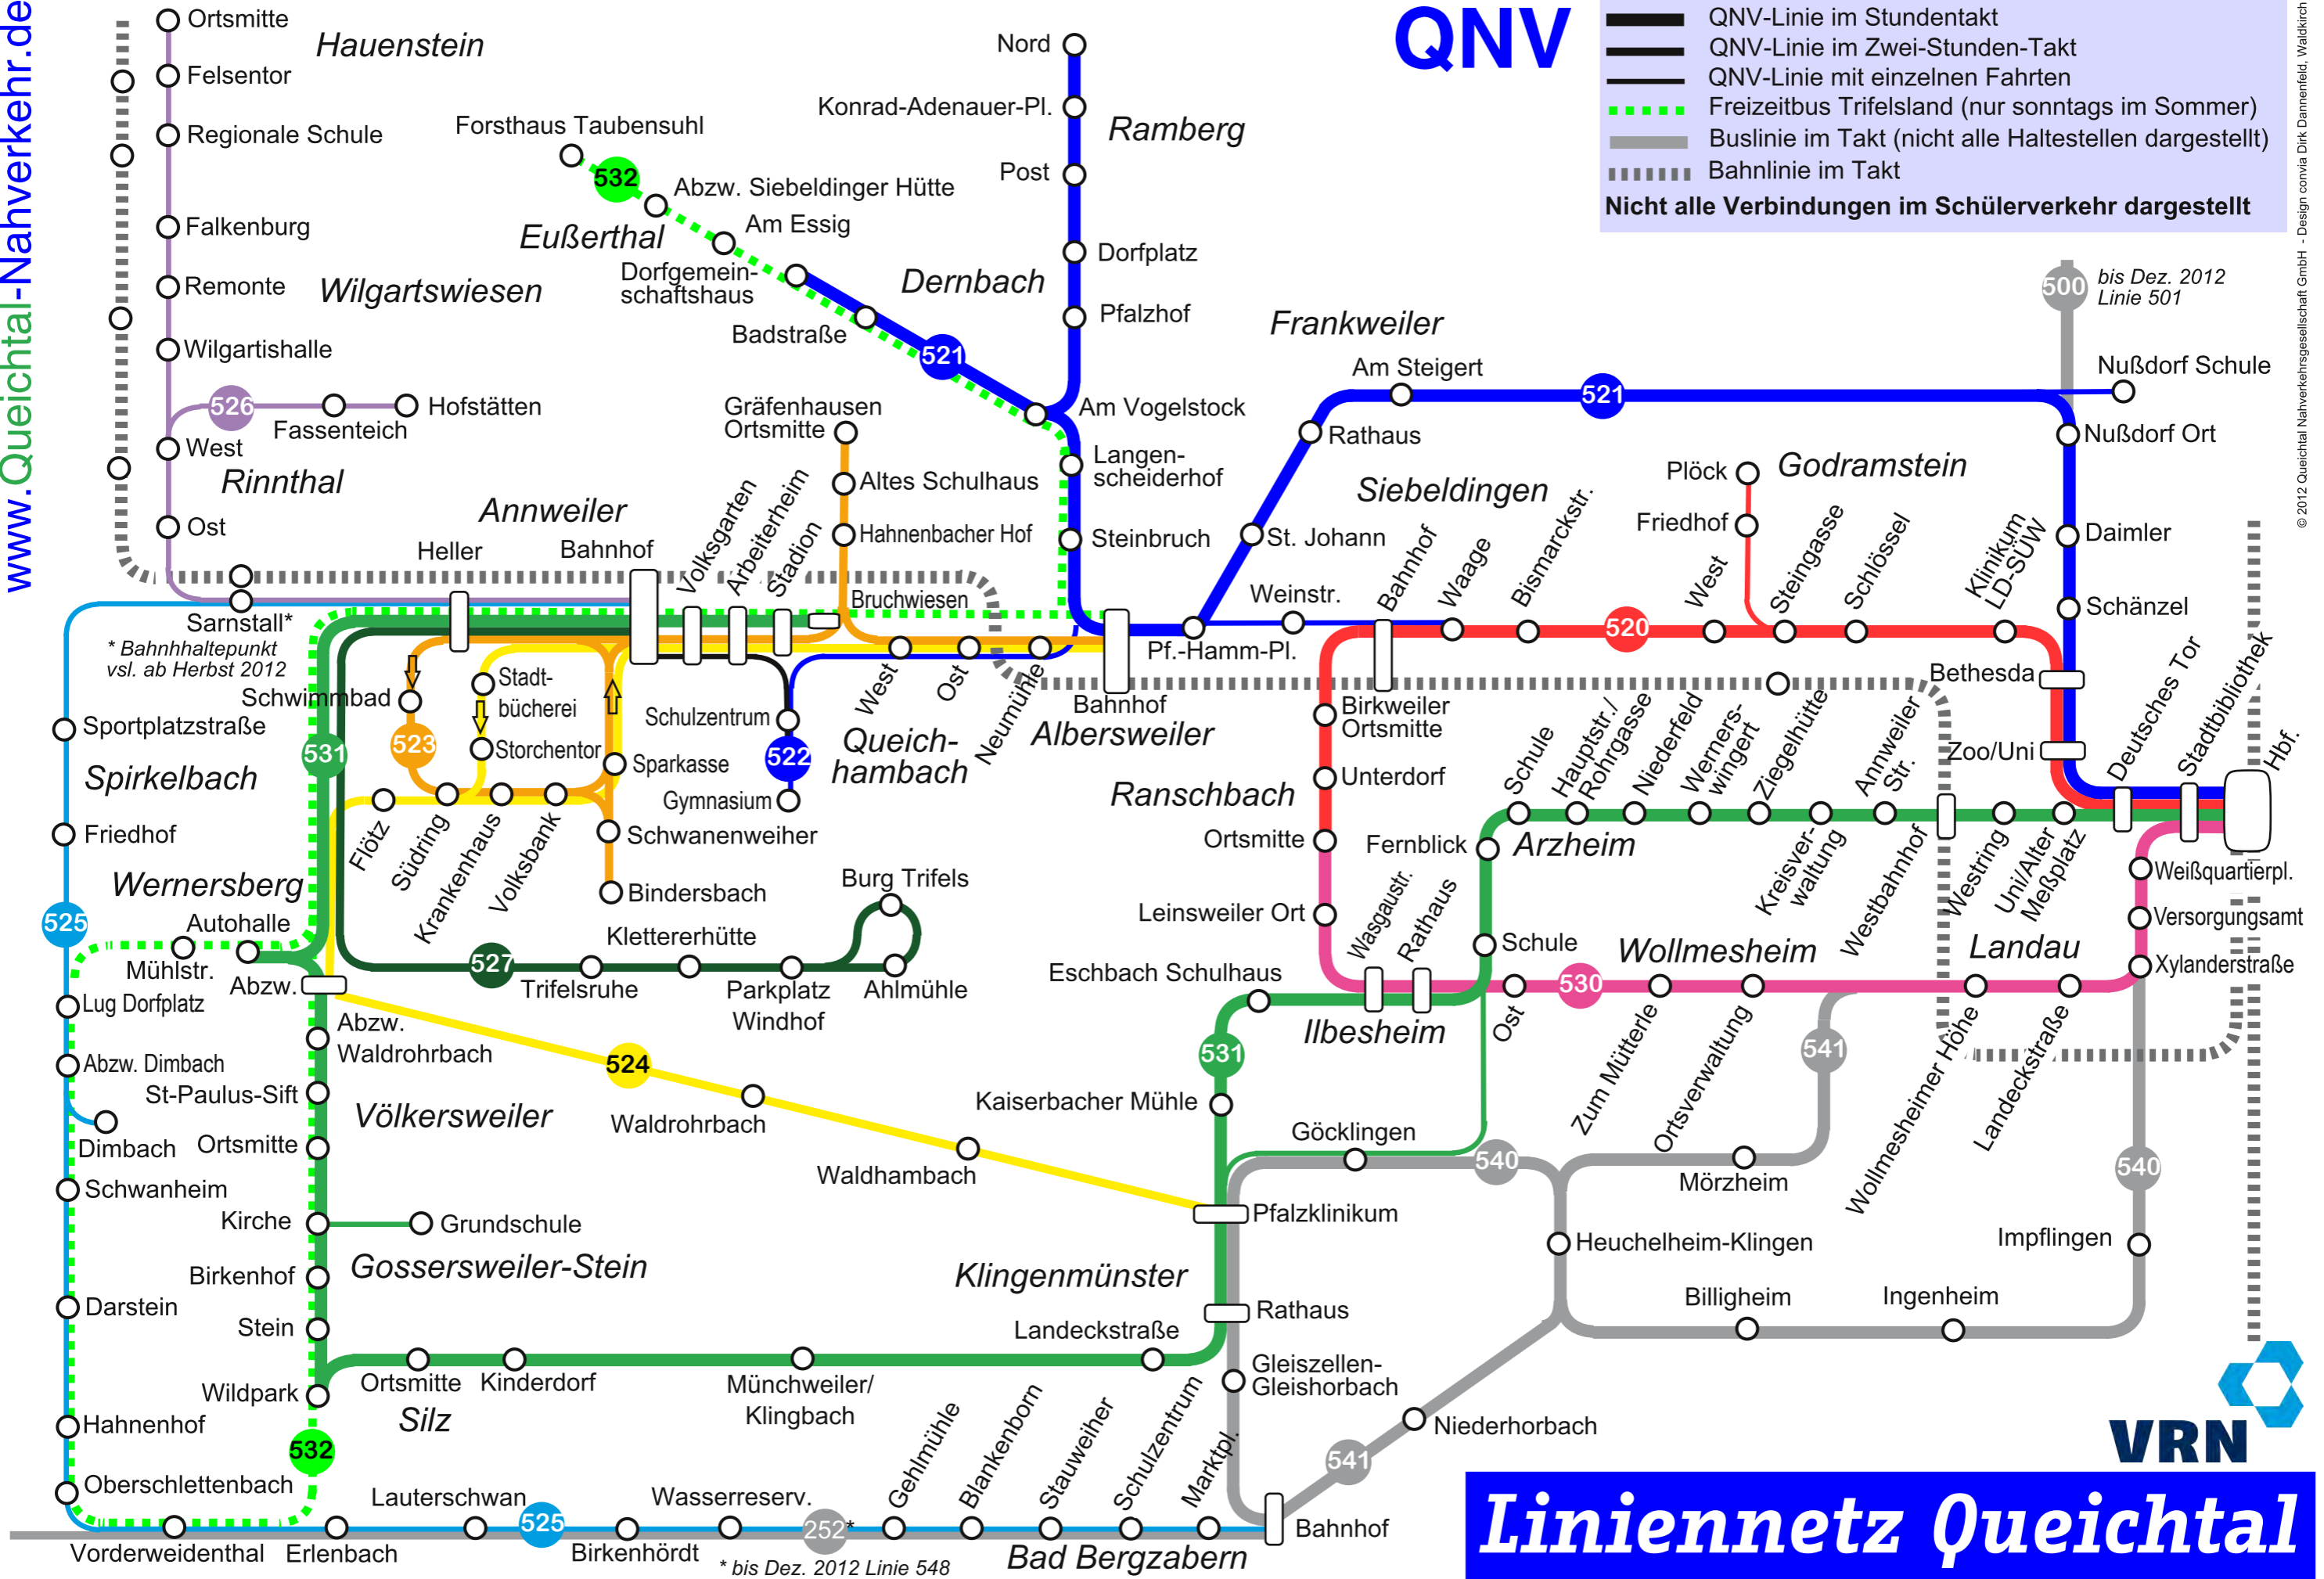 www.Queichtal-Nahverkehr.de
QNV
QNV-Linie im Stundentakt
QNV-Linie im Zwei-Stunden-Takt
QNV-Linie mit einzelnen Fahrten
Freizeitbus Trifelsland (nur sonntags im Sommer)
Buslinie im Takt (nicht alle Haltestellen dargestellt)
Bahnlinie im Takt
Nicht alle Verbindungen im Schülerverkehr dargestellt
© 2012 Queichtal Nahverkehrsgesellschaft GmbH - Design convia Dirk Dannenfeld, Waldkirch
Ortsmitte
Hauenstein
Felsentor
Regionale Schule
Falkenburg
Remonte
Wilgartswiesen
Wilgartishalle
526
Fassenteich
Hofstätten
West
Rinnthal
Ost
Sarnstall*
* Bahnhhaltepunkt
vsl. ab Herbst 2012
Forsthaus Taubensuhl
532
Abzw. Siebeldinger Hütte
Eußerthal
Am Essig
Dorfgemein-
schaftshaus
Badstraße
521
Nord
Konrad-Adenauer-Pl.
Ramberg
Post
Dorfplatz
Dernbach
Pfalzhof
Am Vogelstock
Langen-
scheiderhof
Steinbruch
Gräfenhausen
Ortsmitte
Altes Schulhaus
Hahnenbacher Hof
Bruchwiesen
Annweiler
Heller
Bahnhof
Volksgarten
Arbeiterheim
Stadion
Frankweiler
Am Steigert
521
Rathaus
St. Johann
Weinstr.
Pf.-Hamm-Pl.
500
bis Dez. 2012
Linie 501
Nußdorf Schule
Nußdorf Ort
Daimler
Schänzel
Siebeldingen
Bahnhof
Waage
Bismarckstr.
520
Godramstein
Plöck
Friedhof
West
Steingasse
Schlössel
Klinikum
LD-SÜW
Bethesda
Zoo/Uni
Deutsches Tor
Stadtbibliothek
Hbf.
Schwimmbad
523
Stadt-
bücherei
Storchentor
Sparkasse
Schulzentrum
522
Gymnasium
West
Ost
Neumühle
Queich-
hambach
Bahnhof
Albersweiler
Birkweiler
Ortsmitte
Unterdorf
Ranschbach
Ortsmitte
Leinsweiler Ort
Sportplatzstraße
Spirkelbach
Friedhof
531
Flötz
Südring
Krankenhaus
Volksbank
Schwanenweiher
Bindersbach
Wernersberg
Autohalle
525
Mühlstr.
Abzw.
527
Trifelsruhe
Klettererhütte
Parkplatz
Windhof
Burg Trifels
Ahlmühle
Fernblick
Schule
Hauptstr./
Rohrgasse
Niederfeld
Werners-
wingert
Ziegelhütte
Kreisver-
waltung
Annweiler
Str.
Westbahnhof
Westring
Uni/Alter
Meßplatz
Arzheim
Weißquartierpl.
Versorgungsamt
Xylanderstraße
Landau
Wasgaustr.
Rathaus
Schule
Wollmesheim
Eschbach Schulhaus
Ilbesheim
Ost
530
Zum Mütterle
Ortsverwaltung
541
Wollmesheimer Höhe
Landeckstraße
Lug Dorfplatz
Abzw. Dimbach
Dimbach
Schwanheim
Darstein
Hahnenhof
Oberschlettenbach
Abzw.
Waldrohrbach
St-Paulus-Sift
Völkersweiler
Ortsmitte
Kirche
Grundschule
Gossersweiler-Stein
Birkenhof
Stein
Wildpark
532
524
Waldrohrbach
Waldhambach
531
Kaiserbacher Mühle
Göcklingen
540
Mörzheim
540
Pfalzklinikum
Heuchelheim-Klingen
Impflingen
Klingenmünster
Rathaus
Billigheim
Ingenheim
Ortsmitte
Kinderdorf
Silz
Münchweiler/
Klingbach
Landeckstraße
Gleiszellen-
Gleishorbach
Niederhorbach
541
Vorderweidenthal
Erlenbach
Lauterschwan
525
Birkenhördt
Wasserreserv.
252*
* bis Dez. 2012 Linie 548
Gehlmühle
Blankenborn
Stauweiher
Schulzentrum
Marktpl.
Bahnhof
Bad Bergzabern
VRN
Liniennetz Queichtal